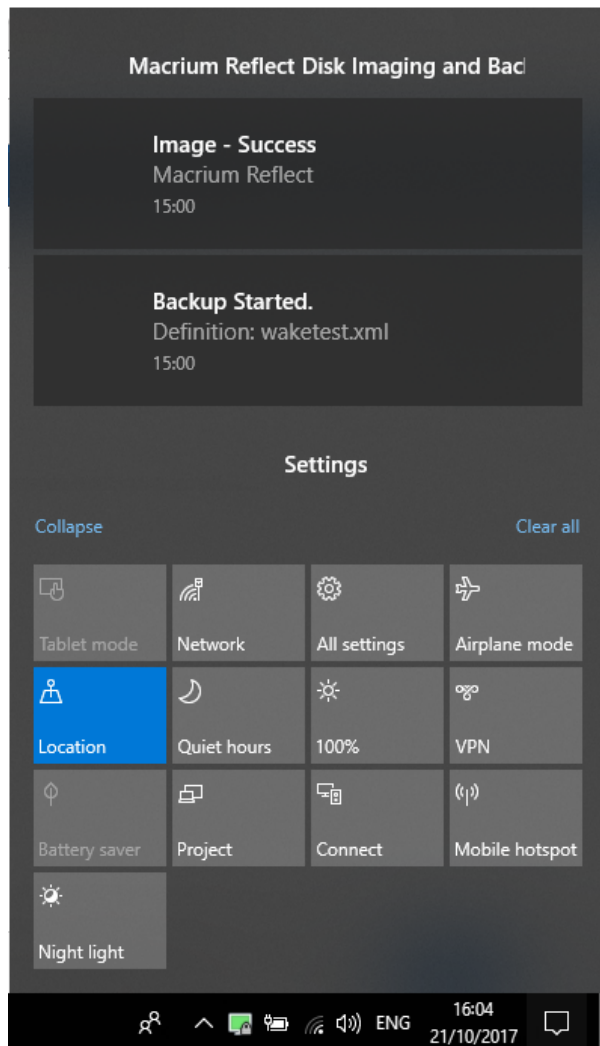 Macrium Reflect Disk Imaging and Bac
Image - Success
Macrium Reflect
15:00
Backup Started.
Definition: waketest.xml
15:00
Settings
Collapse Clear all
Tablet mode Network All settings Airplane mode
Location Quiet hours 100% VPN
Battery saver Project Connect Mobile hotspot
Night light
ENG 16:04
21/10/2017